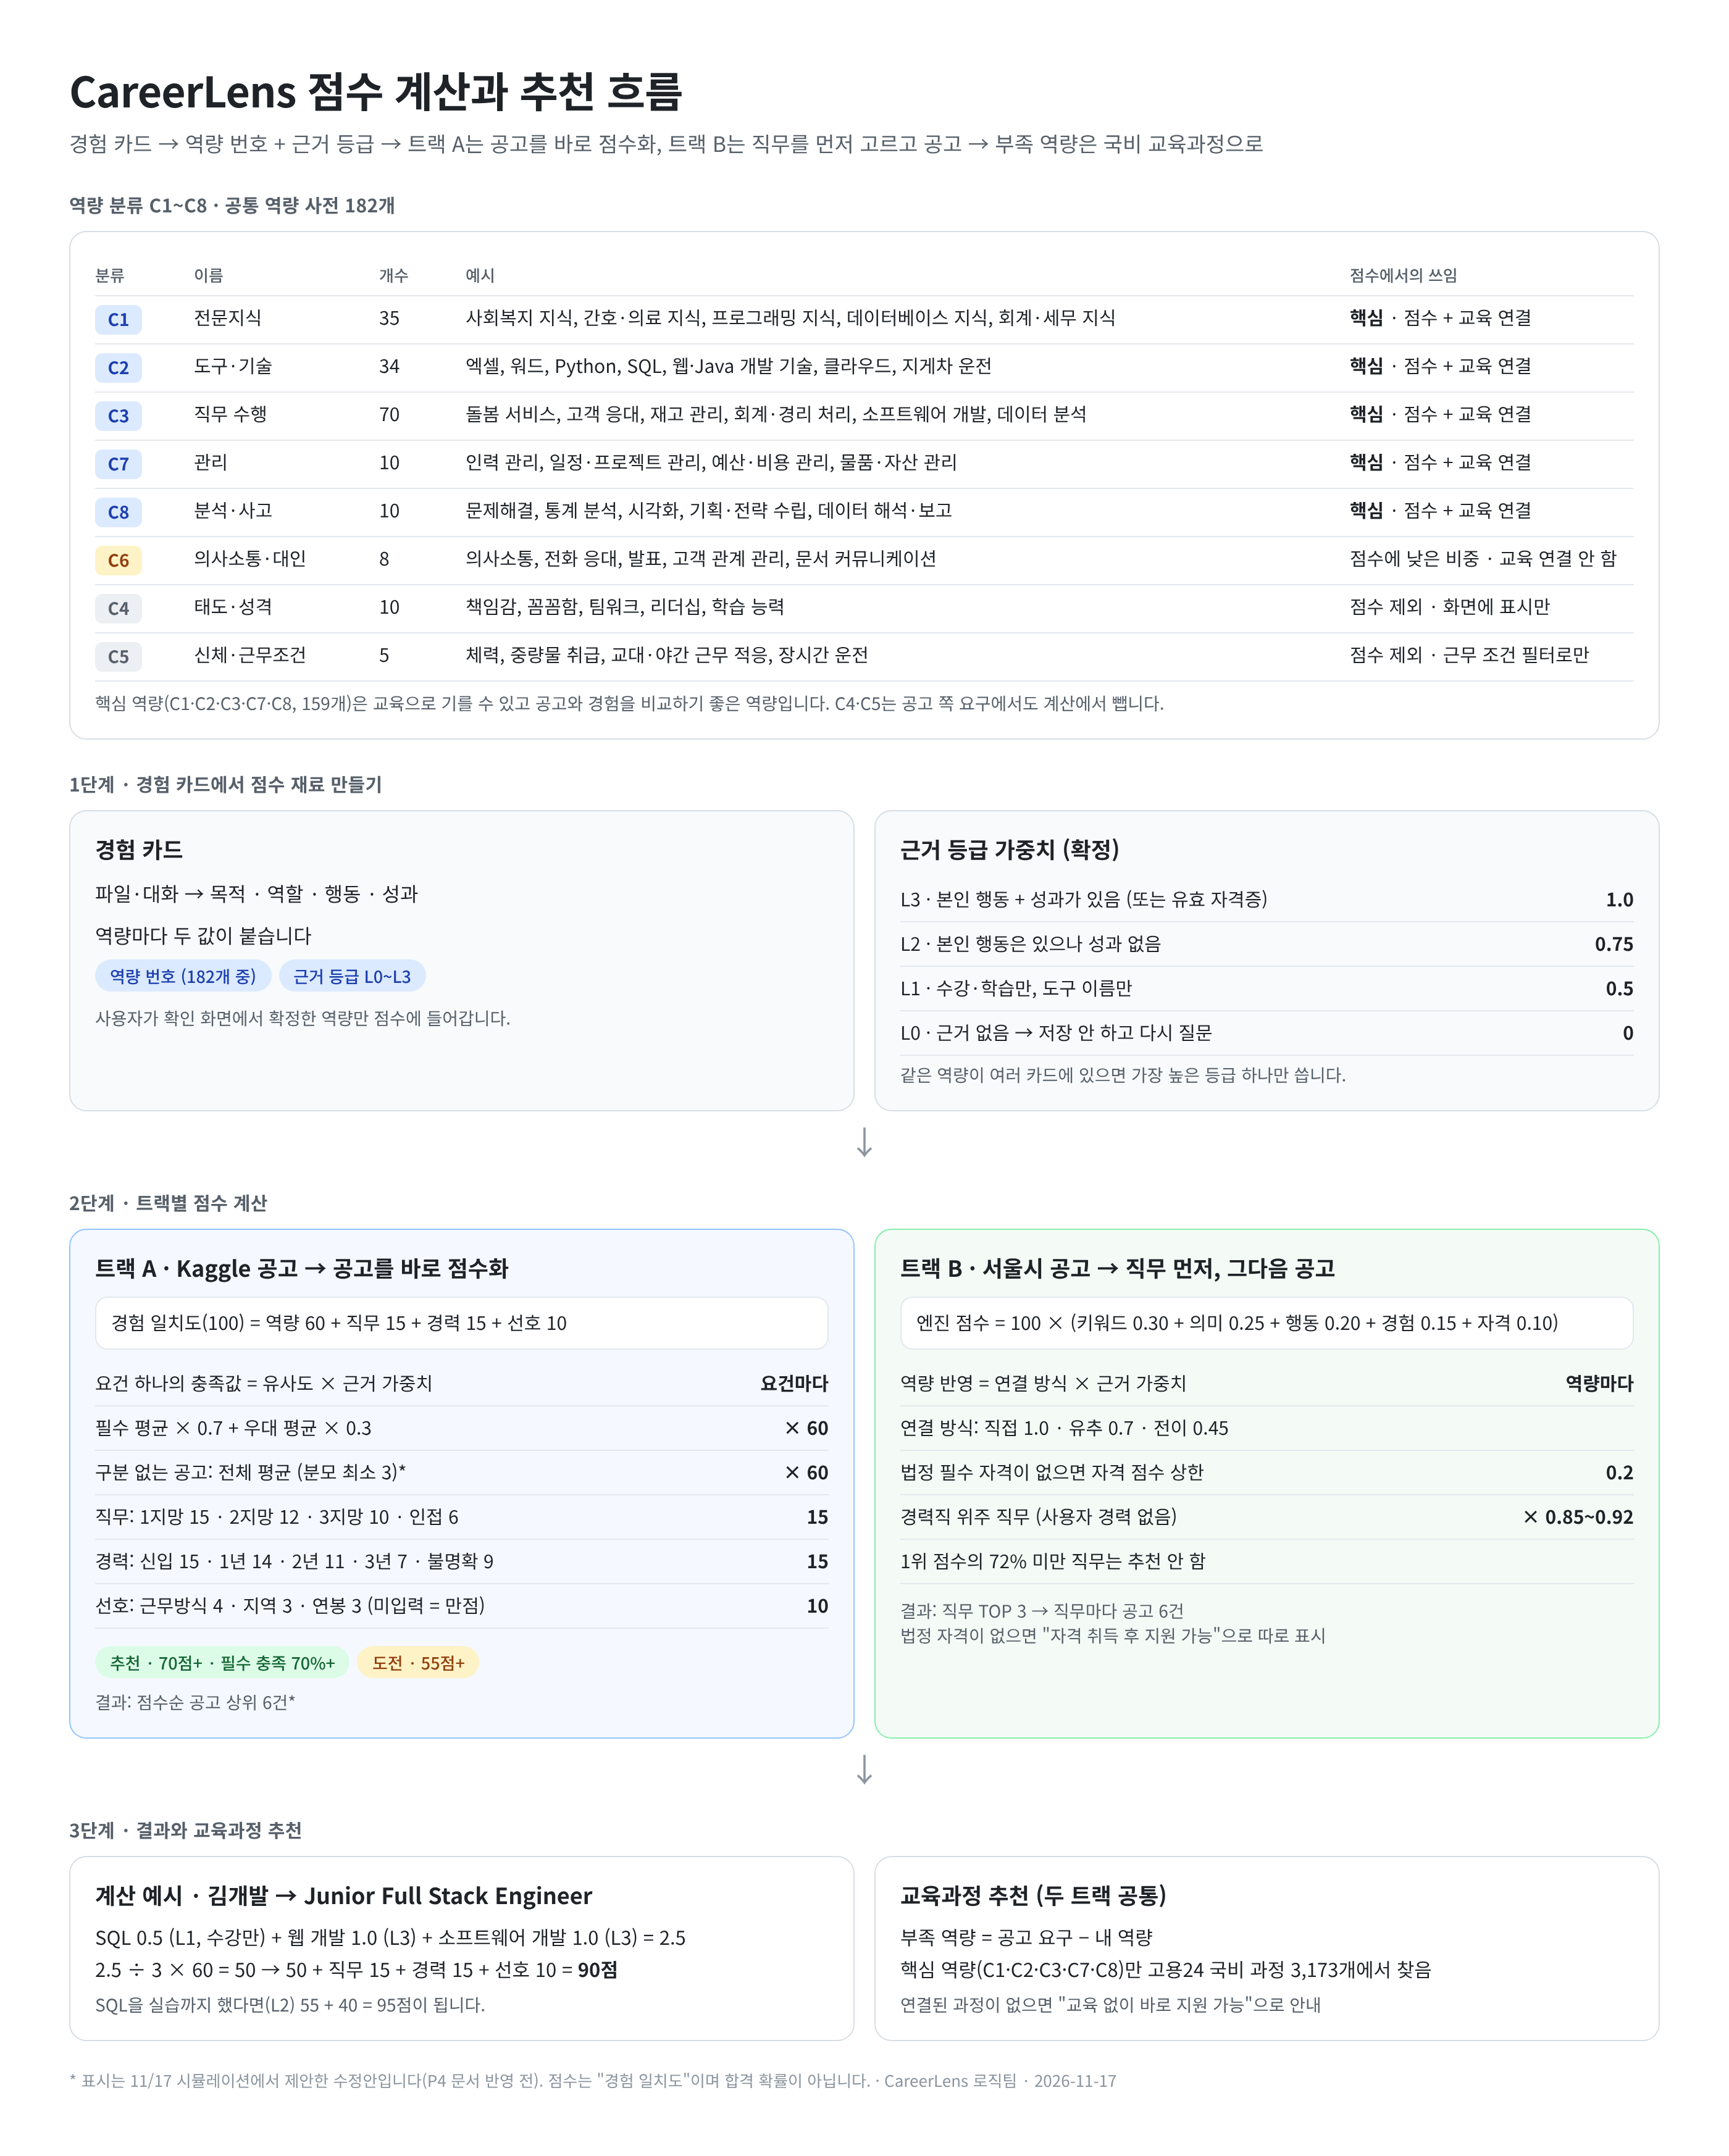 CareerLens 점수 계산과 추천 흐름
경험 카드 → 역량 번호 + 근거 등급 → 트랙 A는 공고를 바로 점수화, 트랙 B는 직무를 먼저 고르고 공고 → 부족 역량은 국비 교육과정으로
역량 분류 C1~C8 · 공통 역량 사전 182개
분류 이름 개수 예시 점수에서의 쓰임
C1 전문지식 35 사회복지 지식, 간호·의료 지식, 프로그래밍 지식, 데이터베이스 지식, 회계·세무 지식 핵심 · 점수 + 교육 연결
C2 도구·기술 34 엑셀, 워드, Python, SQL, 웹·Java 개발 기술, 클라우드, 지게차 운전 핵심 · 점수 + 교육 연결
C3 직무 수행 70 돌봄 서비스, 고객 응대, 재고 관리, 회계·경리 처리, 소프트웨어 개발, 데이터 분석 핵심 · 점수 + 교육 연결
C7 관리 10 인력 관리, 일정·프로젝트 관리, 예산·비용 관리, 물품·자산 관리 핵심 · 점수 + 교육 연결
C8 분석·사고 10 문제해결, 통계 분석, 시각화, 기획·전략 수립, 데이터 해석·보고 핵심 · 점수 + 교육 연결
C6 의사소통·대인 8 의사소통, 전화 응대, 발표, 고객 관계 관리, 문서 커뮤니케이션 점수에 낮은 비중 · 교육 연결 안 함
C4 태도·성격 10 책임감, 꼼꼼함, 팀워크, 리더십, 학습 능력 점수 제외 · 화면에 표시만
C5 신체·근무조건 5 체력, 중량물 취급, 교대·야간 근무 적응, 장시간 운전 점수 제외 · 근무 조건 필터로만
핵심 역량(C1·C2·C3·C7·C8, 159개)은 교육으로 기를 수 있고 공고와 경험을 비교하기 좋은 역량입니다. C4·C5는 공고 쪽 요구에서도 계산에서 뺍니다.
1단계 · 경험 카드에서 점수 재료 만들기
경험 카드
파일·대화 → 목적 · 역할 · 행동 · 성과
역량마다 두 값이 붙습니다
역량 번호 (182개 중) 근거 등급 L0~L3
사용자가 확인 화면에서 확정한 역량만 점수에 들어갑니다.
근거 등급 가중치 (확정)
L3 · 본인 행동 + 성과가 있음 (또는 유효 자격증) 1.0
L2 · 본인 행동은 있으나 성과 없음 0.75
L1 · 수강·학습만, 도구 이름만 0.5
L0 · 근거 없음 → 저장 안 하고 다시 질문 0
같은 역량이 여러 카드에 있으면 가장 높은 등급 하나만 씁니다.
↓
2단계 · 트랙별 점수 계산
트랙 A · Kaggle 공고 → 공고를 바로 점수화
경험 일치도(100) = 역량 60 + 직무 15 + 경력 15 + 선호 10
요건 하나의 충족값 = 유사도 × 근거 가중치 요건마다
필수 평균 × 0.7 + 우대 평균 × 0.3 × 60
구분 없는 공고: 전체 평균 (분모 최소 3)* × 60
직무: 1지망 15 · 2지망 12 · 3지망 10 · 인접 6 15
경력: 신입 15 · 1년 14 · 2년 11 · 3년 7 · 불명확 9 15
선호: 근무방식 4 · 지역 3 · 연봉 3 (미입력 = 만점) 10
추천 · 70점+ · 필수 충족 70%+ 도전 · 55점+
결과: 점수순 공고 상위 6건*
트랙 B · 서울시 공고 → 직무 먼저, 그다음 공고
엔진 점수 = 100 × (키워드 0.30 + 의미 0.25 + 행동 0.20 + 경험 0.15 + 자격 0.10)
역량 반영 = 연결 방식 × 근거 가중치 역량마다
연결 방식: 직접 1.0 · 유추 0.7 · 전이 0.45
법정 필수 자격이 없으면 자격 점수 상한 0.2
경력직 위주 직무 (사용자 경력 없음) × 0.85~0.92
1위 점수의 72% 미만 직무는 추천 안 함
결과: 직무 TOP 3 → 직무마다 공고 6건
법정 자격이 없으면 "자격 취득 후 지원 가능"으로 따로 표시
↓
3단계 · 결과와 교육과정 추천
계산 예시 · 김개발 → Junior Full Stack Engineer
SQL 0.5 (L1, 수강만) + 웹 개발 1.0 (L3) + 소프트웨어 개발 1.0 (L3) = 2.5
2.5 ÷ 3 × 60 = 50 → 50 + 직무 15 + 경력 15 + 선호 10 = 90점
SQL을 실습까지 했다면(L2) 55 + 40 = 95점이 됩니다.
교육과정 추천 (두 트랙 공통)
부족 역량 = 공고 요구 − 내 역량
핵심 역량(C1·C2·C3·C7·C8)만 고용24 국비 과정 3,173개에서 찾음
연결된 과정이 없으면 "교육 없이 바로 지원 가능"으로 안내
* 표시는 11/17 시뮬레이션에서 제안한 수정안입니다(P4 문서 반영 전). 점수는 "경험 일치도"이며 합격 확률이 아닙니다. · CareerLens 로직팀 · 2026-11-17